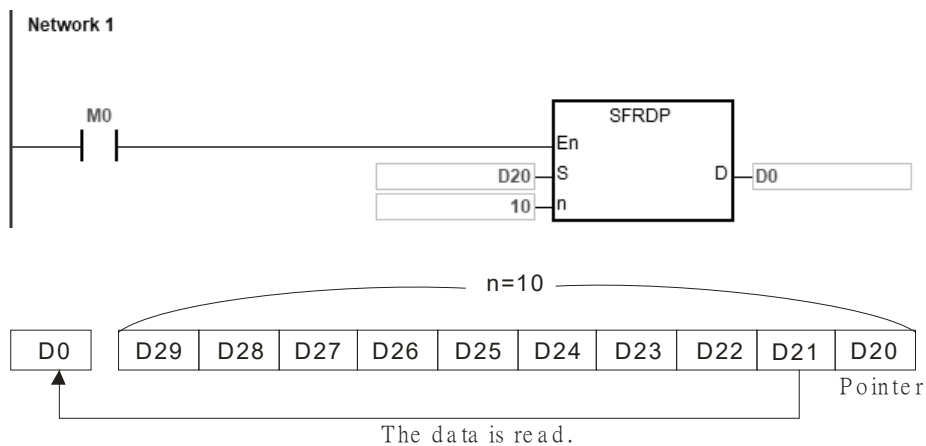 Network 1
M0
SFRDP
En
D20 S D D0
10 n
n=10
D0 D29 D28 D27 D26 D25 D24 D23 D22 D21 D20
Pointer
The data is read.